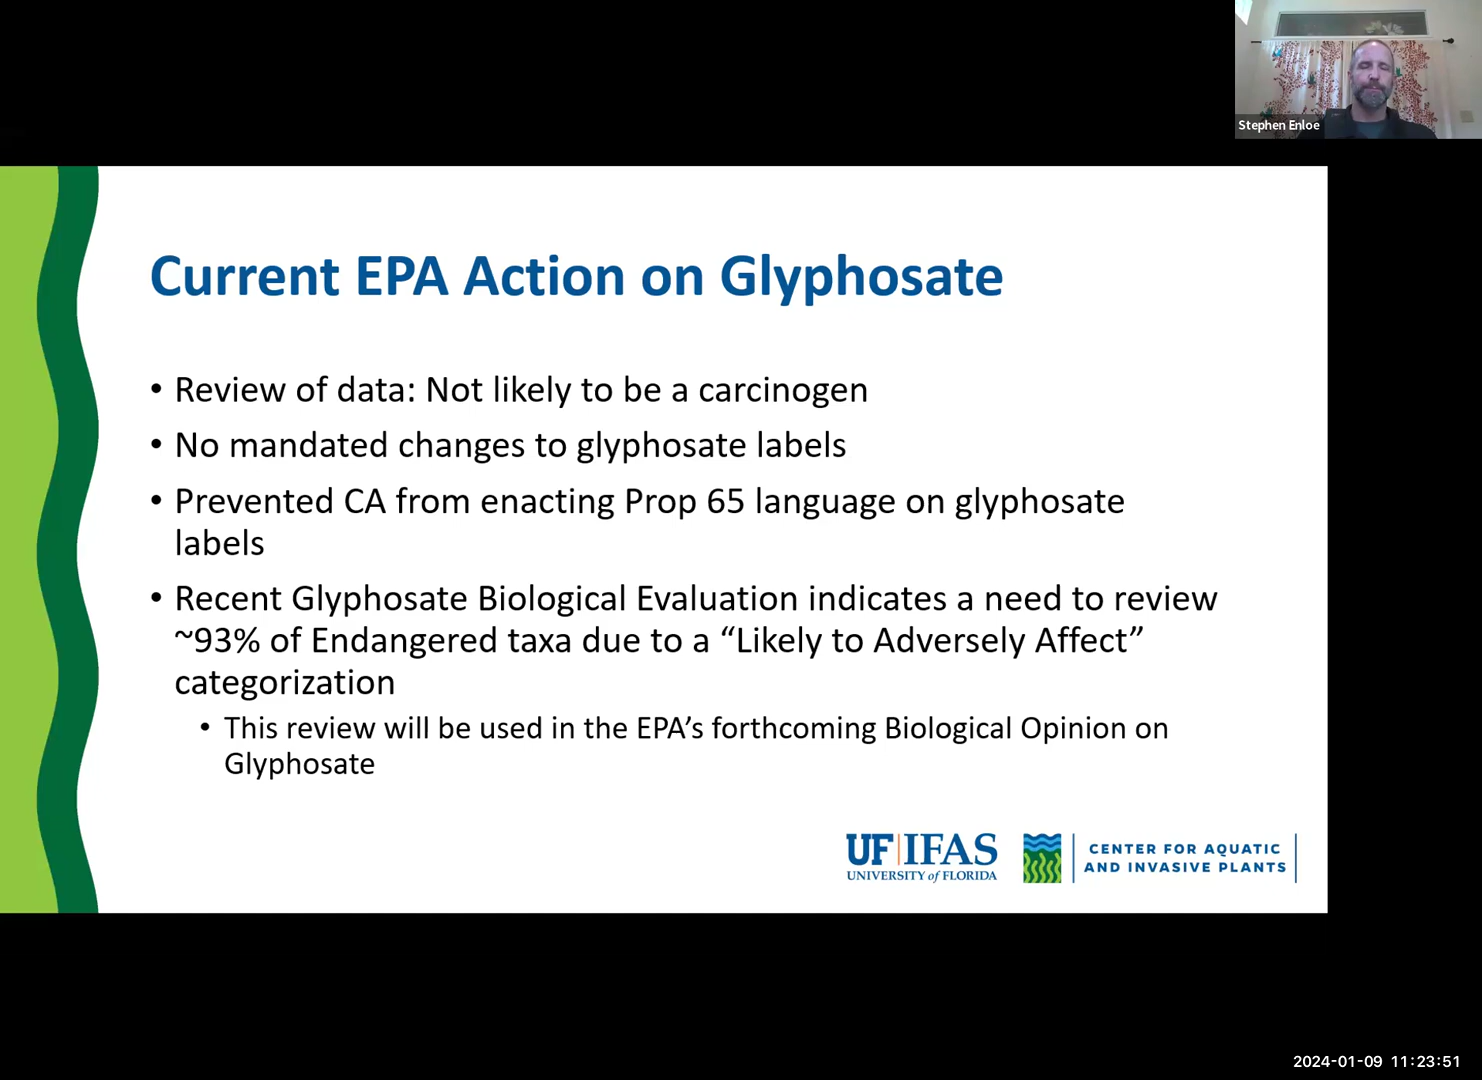 Stephen Enloe
Current EPA Action on Glyphosate
• Review of data: Not likely to be a carcinogen
• No mandated changes to glyphosate labels
• Prevented CA from enacting Prop 65 language on glyphosate
labels
• Recent Glyphosate Biological Evaluation indicates a need to review
~93% of Endangered taxa due to a “Likely to Adversely Affect”
categorization
• This review will be used in the EPA’s forthcoming Biological Opinion on
Glyphosate
UF|IFAS
UNIVERSITY of FLORIDA
CENTER FOR AQUATIC
AND INVASIVE PLANTS
2024-01-09 11:23:51